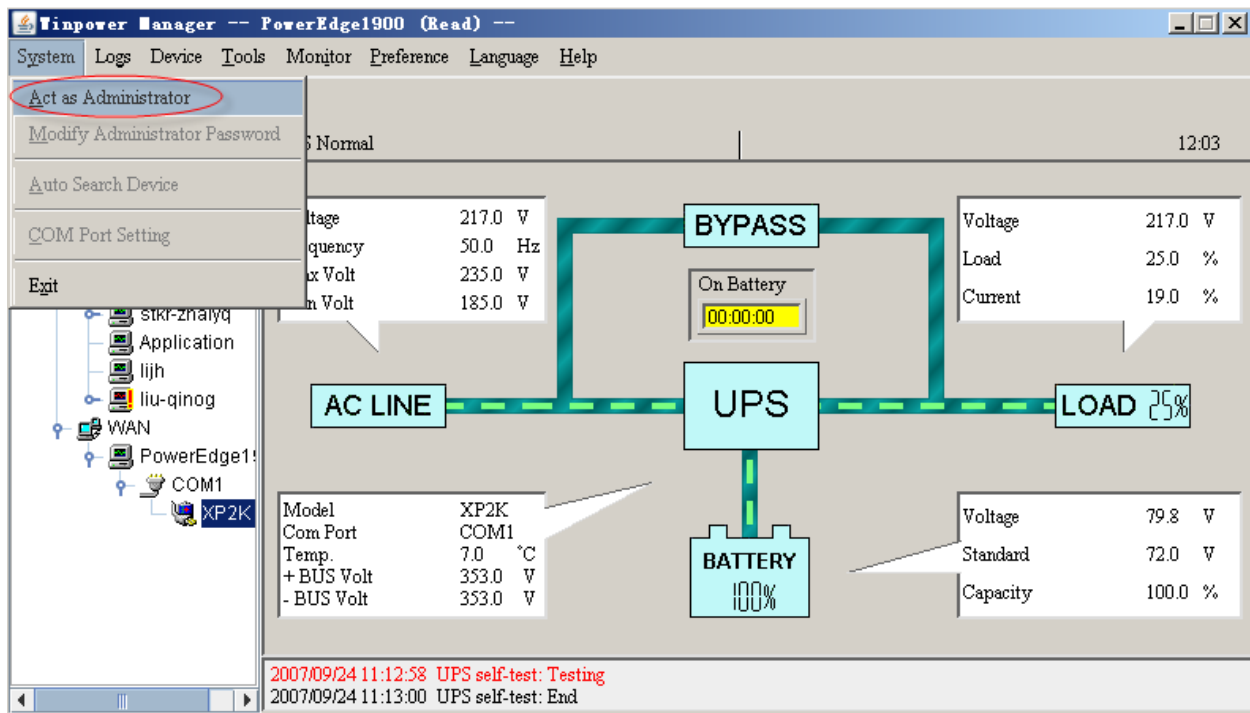 Winpower Manager -- PowerEdge1900 (Read) --
System Logs Device Tools Monitor Preference Language Help
Act as Administrator
Modify Administrator Password
Auto Search Device
COM Port Setting
Exit
Normal
12:03
217.0 V
50.0 Hz
235.0 V
Volt 185.0 V
BYPASS
On Battery
00:00:00
Voltage 217.0 V
Load 25.0 %
Current 19.0 %
AC LINE
UPS
LOAD 25%
stkf-zhaiyq
Application
lijh
liu-qinog
WAN
COM1
XP2K
Model XP2K
Com Port COM1
Temp. 7.0 °C
+ BUS Volt 353.0 V
- BUS Volt 353.0 V
BATTERY
100%
Voltage 79.8 V
Standard 72.0 V
Capacity 100.0 %
2007/09/24 11:12:58 UPS self-test: Testing
2007/09/24 11:13:00 UPS self-test: End